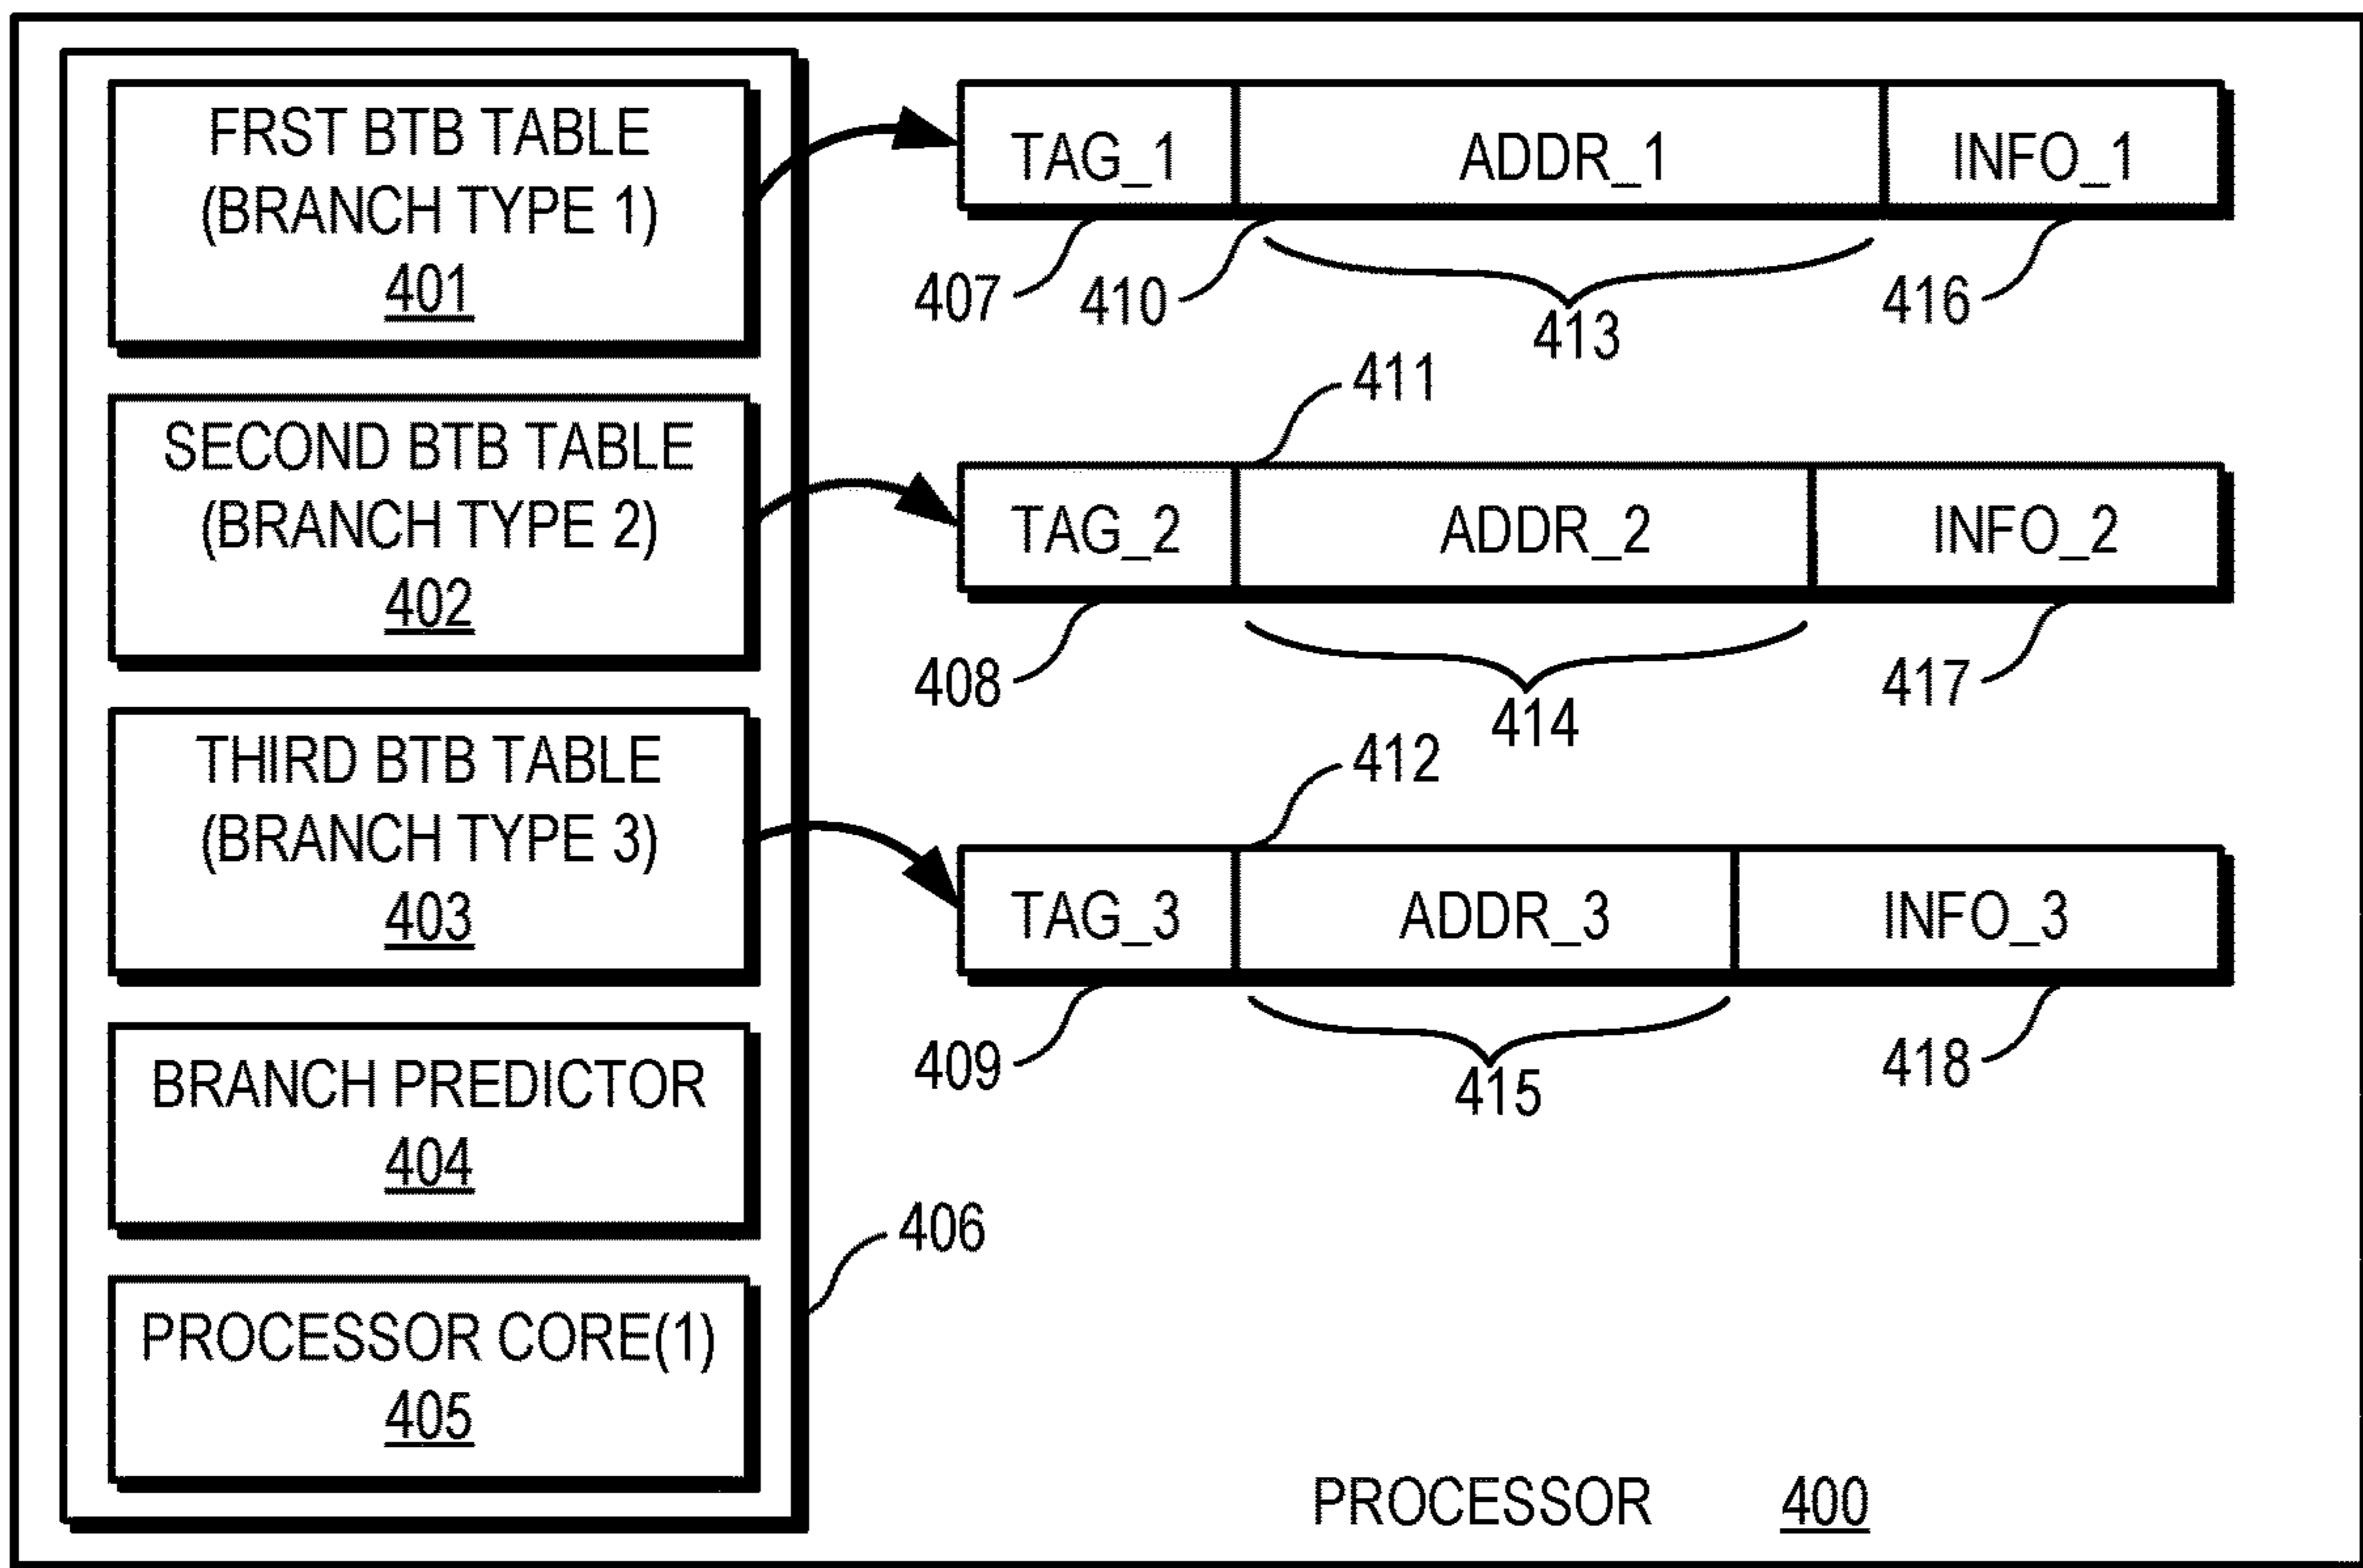 FRST BTB TABLE
(BRANCH TYPE 1)
401
TAG_1 ADDR_1 INFO_1
407 410 413 416
SECOND BTB TABLE
(BRANCH TYPE 2)
402
411
TAG_2 ADDR_2 INFO_2
408 414 417
THIRD BTB TABLE
(BRANCH TYPE 3)
403
412
TAG_3 ADDR_3 INFO_3
409 415 418
BRANCH PREDICTOR
404
406
PROCESSOR CORE(1)
405
PROCESSOR 400